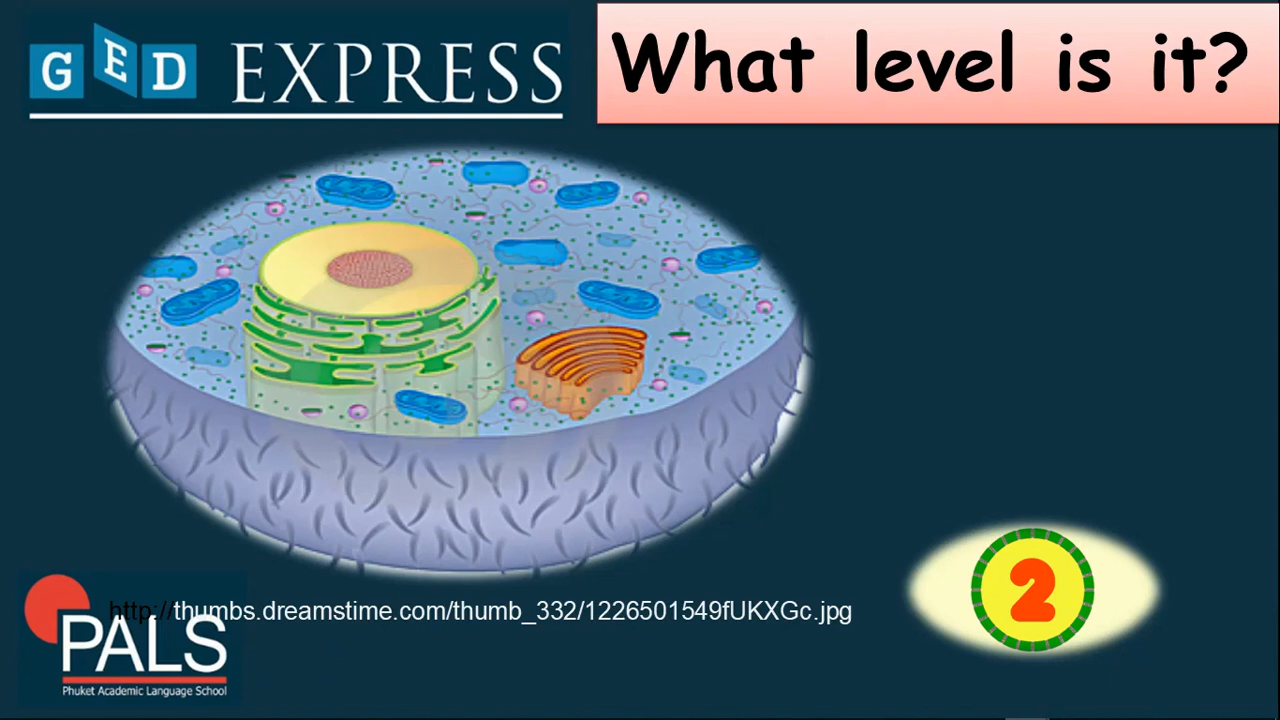 GED EXPRESS
What level is it?
http://thumbs.dreamstime.com/thumb_332/1226501549fUKXGc.jpg
2
PALS
Phuket Academic Language School